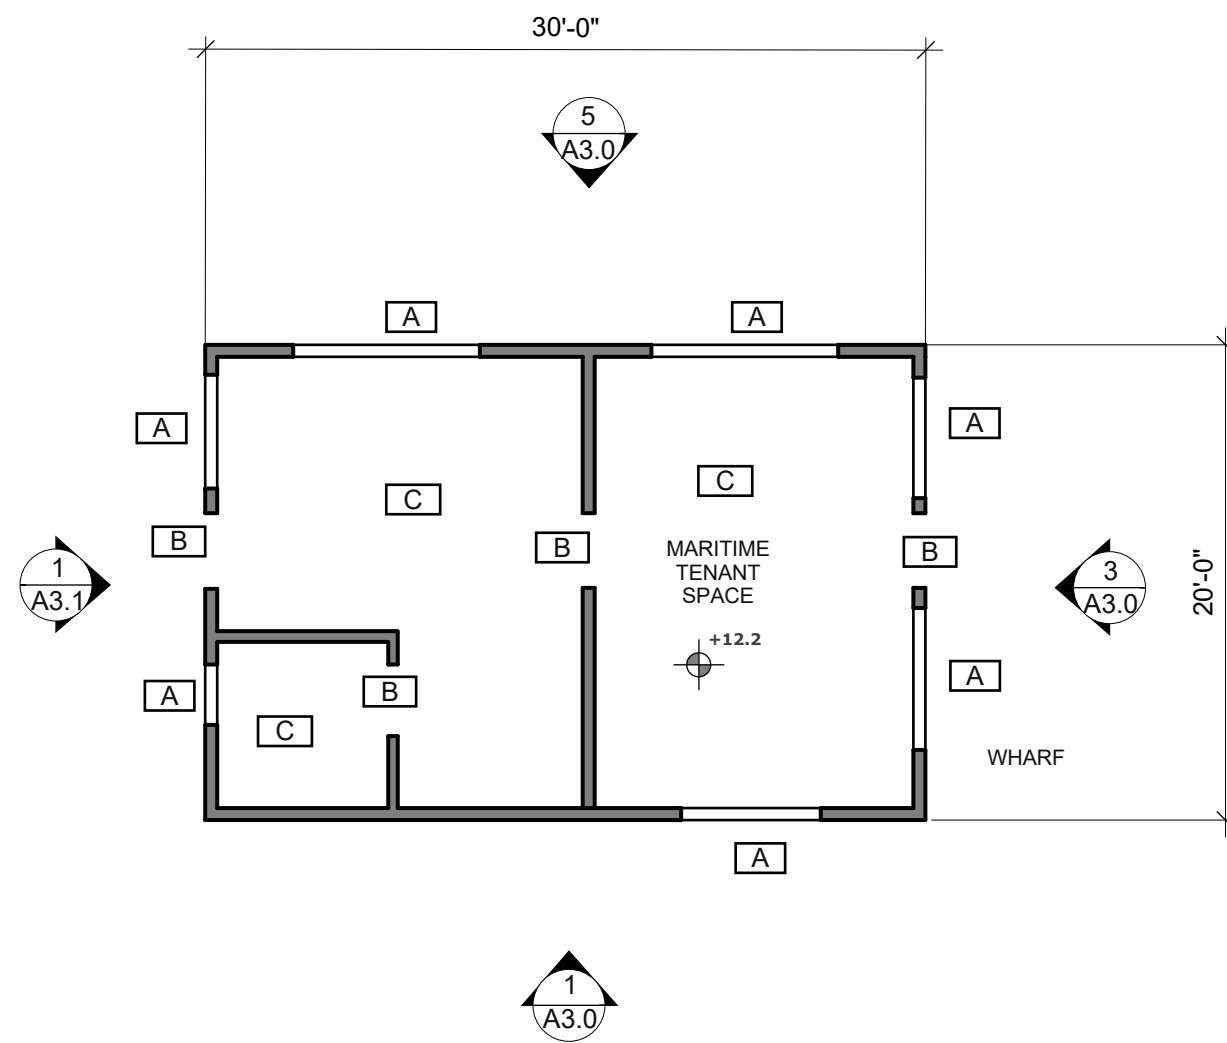 30'-0"
5
A3.0
A
A
A
A
C
C
B
B
MARITIME
TENANT
SPACE
B
1
A3.1
3
A3.0
20'-0"
+12.2
A
B
A
C
WHARF
A
1
A3.0